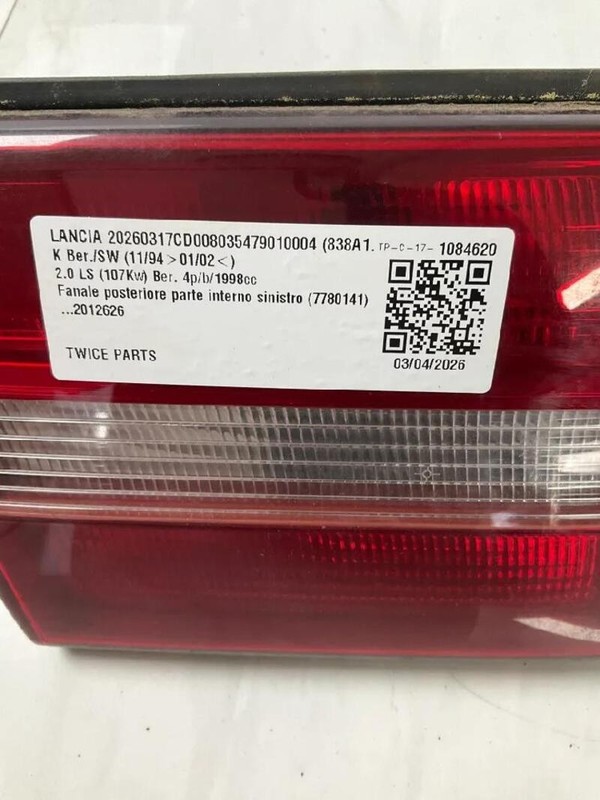 LANCIA 20260317CD008035479010004 (838A1. TP-C-17- 1084620
K Ber./SW (11/94 > 01/02 <)
2.0 LS (107Kw) Ber. 4p/b/1998cc
Fanale posteriore parte interno sinistro (7780141)
...2012626
TWICE PARTS
03/04/2026